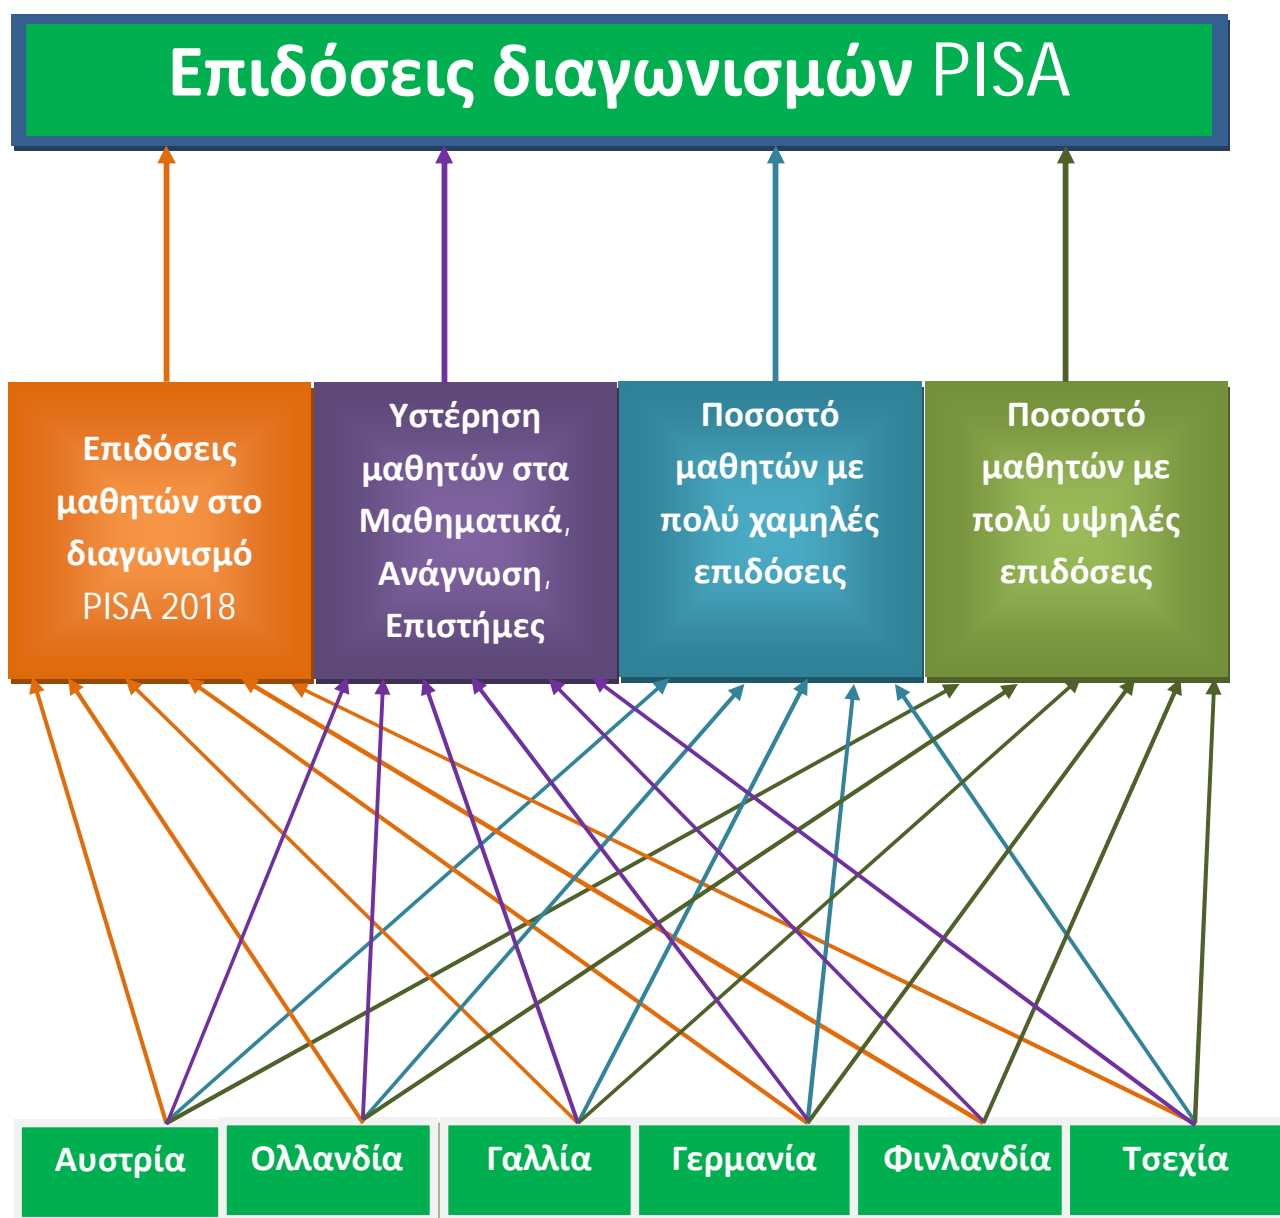 Επιδόσεις διαγωνισμών PISA
Επιδόσεις
μαθητών στο
διαγωνισμό
PISA 2018
Υστέρηση
μαθητών στα
Μαθηματικά,
Ανάγνωση,
Επιστήμες
Ποσοστό
μαθητών με
πολύ χαμηλές
επιδόσεις
Ποσοστό
μαθητών με
πολύ υψηλές
επιδόσεις
Αυστρία
Ολλανδία
Γαλλία
Γερμανία
Φινλανδία
Τσεχία